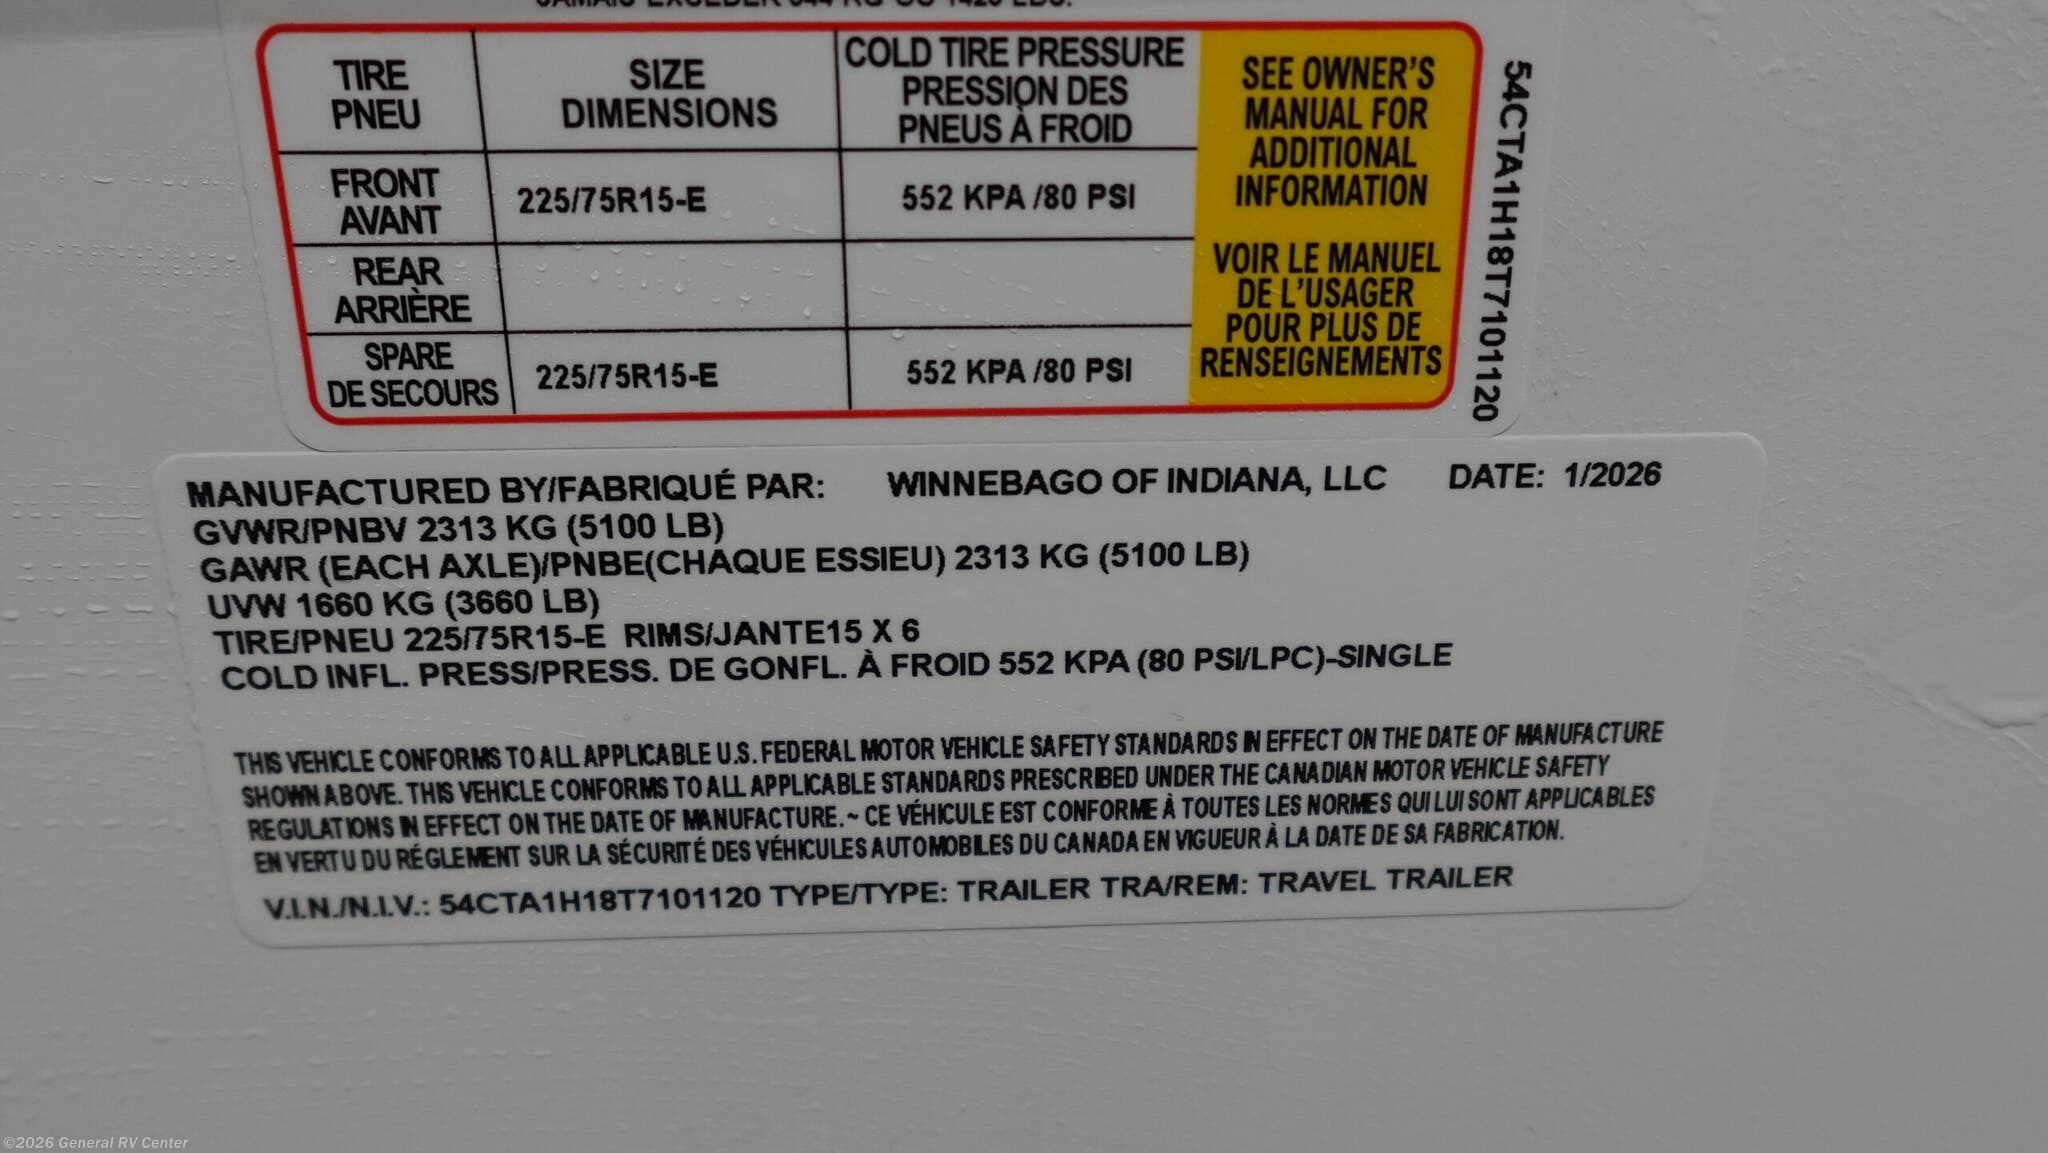 JAMAIS EXCÉDER 644 KG OU 1420 LBS.
TIRE
PNEU
SIZE
DIMENSIONS
COLD TIRE PRESSURE
PRESSION DES
PNEUS À FROID
SEE OWNER'S
MANUAL FOR
ADDITIONAL
INFORMATION
VOIR LE MANUEL
DE L'USAGER
POUR PLUS DE
RENSEIGNEMENTS
FRONT
AVANT
225/75R15-E
552 KPA /80 PSI
REAR
ARRIÈRE
SPARE
DE SECOURS
225/75R15-E
552 KPA /80 PSI
54CTA1H18T7101120
MANUFACTURED BY/FABRIQUÉ PAR: WINNEBAGO OF INDIANA, LLC DATE: 1/2026
GVWR/PNBV 2313 KG (5100 LB)
GAWR (EACH AXLE)/PNBE(CHAQUE ESSIEU) 2313 KG (5100 LB)
UVW 1660 KG (3660 LB)
TIRE/PNEU 225/75R15-E RIMS/JANTE15 X 6
COLD INFL. PRESS/PRESS. DE GONFL. À FROID 552 KPA (80 PSI/LPC)-SINGLE
THIS VEHICLE CONFORMS TO ALL APPLICABLE U.S. FEDERAL MOTOR VEHICLE SAFETY STANDARDS IN EFFECT ON THE DATE OF MANUFACTURE
SHOWN ABOVE. THIS VEHICLE CONFORMS TO ALL APPLICABLE STANDARDS PRESCRIBED UNDER THE CANADIAN MOTOR VEHICLE SAFETY
REGULATIONS IN EFFECT ON THE DATE OF MANUFACTURE. ~ CE VÉHICULE EST CONFORME À TOUTES LES NORMES QUI LUI SONT APPLICABLES
EN VERTU DU RÉGLEMENT SUR LA SÉCURITÉ DES VÉHICULES AUTOMOBILES DU CANADA EN VIGUEUR À LA DATE DE SA FABRICATION.
V.I.N./N.I.V.: 54CTA1H18T7101120 TYPE/TYPE: TRAILER TRA/REM: TRAVEL TRAILER
©2026 General RV Center